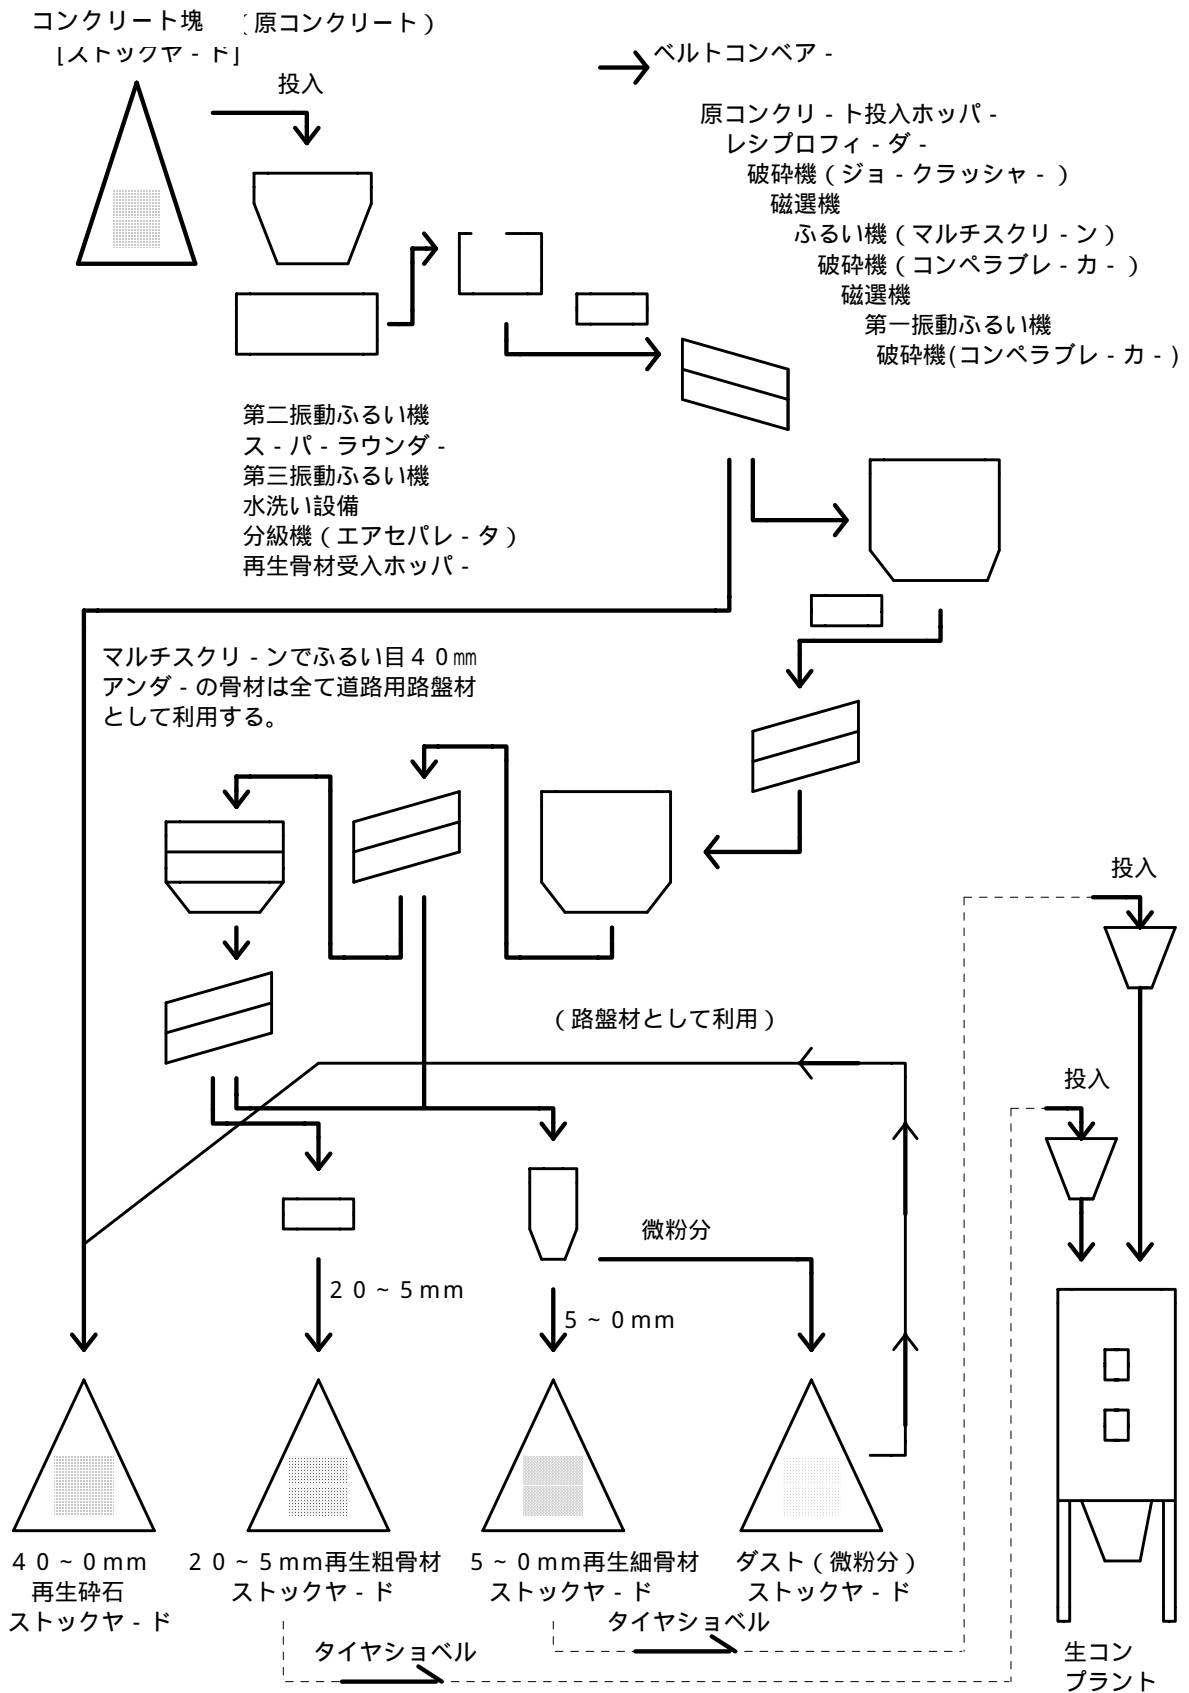 コンクリート塊 （原コンクリート）
[ストックヤ - ド]
投入
ベルトコンベア -
原コンクリ - ト投入ホッパ -
レシプロフィ - ダ -
破砕機（ジョ - クラッシャ - ）
磁選機
ふるい機（マルチスクリ - ン）
破砕機（コンペラブレ - カ - ）
磁選機
第一振動ふるい機
破砕機(コンペラブレ - カ - )
第二振動ふるい機
ス - パ - ラウンダ -
第三振動ふるい機
水洗い設備
分級機（エアセパレ - タ）
再生骨材受入ホッパ -
マルチスクリ - ンでふるい目４０㎜
アンダ - の骨材は全て道路用路盤材
として利用する。
投入
（路盤材として利用）
投入
微粉分
２０~５mm
５~０mm
４０~０mm
再生砕石
ストックヤ - ド
２０~５mm再生粗骨材
ストックヤ - ド
５~０mm再生細骨材
ストックヤ - ド
ダスト（微粉分）
ストックヤ - ド
タイヤショベル
タイヤショベル
生コン
プラント